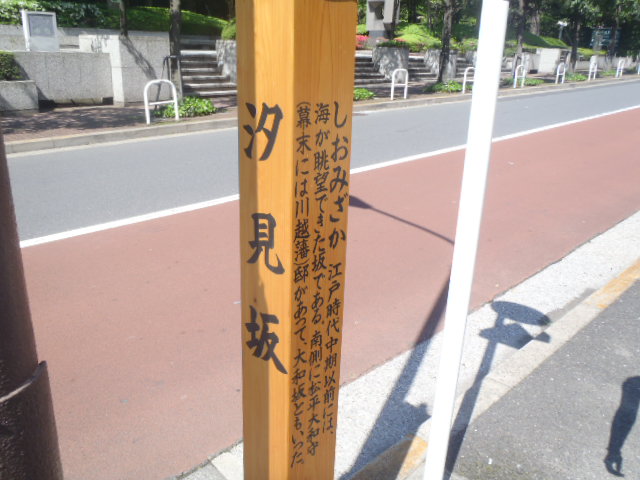 汐見坂
しおみざか 江戸時代中期以前には、
海が眺望できた坂である。南側に松平大和守
(幕末には川越藩)邸があって、大和坂ともいった。